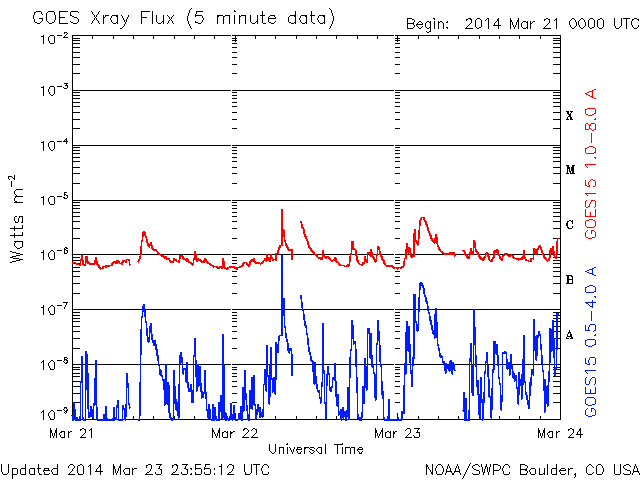 GOES Xray Flux (5 minute data)
Begin: 2014 Mar 21 0000 UTC
10⁻²
10⁻³
10⁻⁴
10⁻⁵
10⁻⁶
10⁻⁷
10⁻⁸
10⁻⁹
Watts m⁻²
X
M
C
B
A
GOES15 1.0-8.0 A
GOES15 0.5-4.0 A
Mar 21
Mar 22
Mar 23
Mar 24
Universal Time
Updated 2014 Mar 23 23:55:12 UTC
NOAA/SWPC Boulder, CO USA